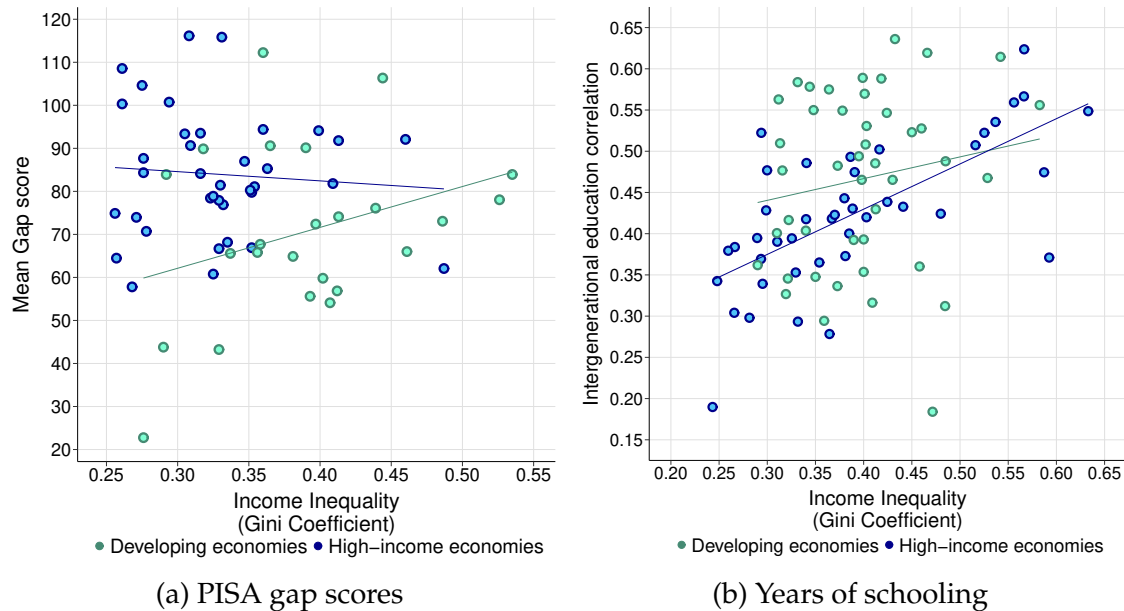 120
110
100
90
80
70
60
50
40
30
20
Mean Gap score
0.25 0.30 0.35 0.40 0.45 0.50 0.55
Income Inequality
(Gini Coefficient)
Developing economies High−income economies
(a) PISA gap scores
0.65
0.60
0.55
0.50
0.45
0.40
0.35
0.30
0.25
0.20
0.15
Intergenerational education correlation
0.20 0.25 0.30 0.35 0.40 0.45 0.50 0.55 0.60 0.65
Income Inequality
(Gini Coefficient)
Developing economies High−income economies
(b) Years of schooling